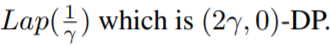 Lap(1/γ) which is (2γ, 0)-DP.